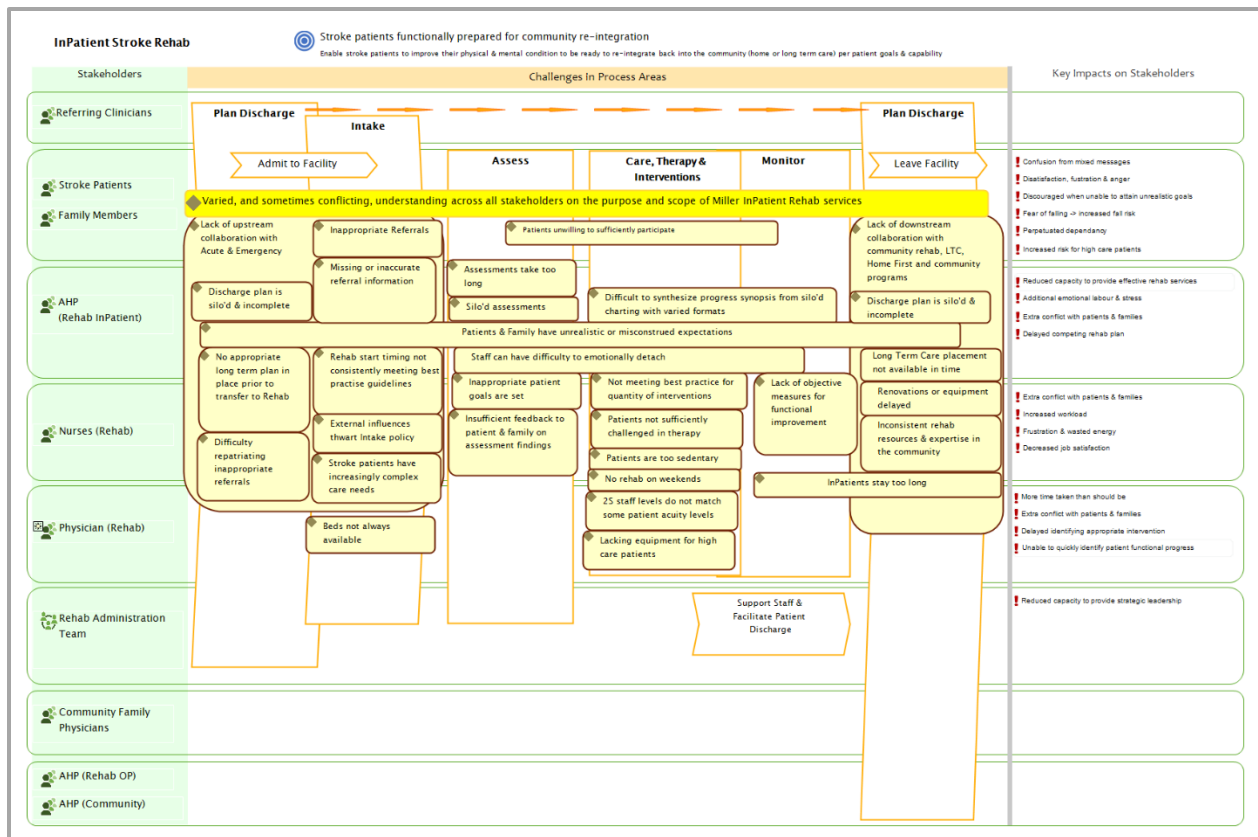 InPatient Stroke Rehab
Stroke patients functionally prepared for community re-integration
Enable stroke patients to improve their physical & mental condition to be ready to re-integrate back into the community (home or long term care) per patient goals & capability
Stakeholders
Challenges In Process Areas
Key Impacts on Stakeholders
Referring Clinicians
Plan Discharge
Intake
Plan Discharge
Admit to Facility
Assess
Care, Therapy &
Interventions
Monitor
Leave Facility
Stroke Patients
Family Members
Varied, and sometimes conflicting, understanding across all stakeholders on the purpose and scope of Miller InPatient Rehab services
Lack of upstream
collaboration with
Acute & Emergency
Inappropriate Referrals
Patients unwilling to sufficiently participate
Lack of downstream
collaboration with
community rehab, LTC,
Home First and community
programs
Missing or inaccurate
referral information
Assessments take too
long
Discharge plan is
silo'd & incomplete
Silo'd assessments
Difficult to synthesize progress synopsis from silo'd
charting with varied formats
Discharge plan is silo'd &
incomplete
AHP
(Rehab InPatient)
Patients & Family have unrealistic or misconstrued expectations
No appropriate
long term plan in
place prior to
transfer to Rehab
Rehab start timing not
consistently meeting best
practise guidelines
Staff can have difficulty to emotionally detach
Long Term Care placement
not available in time
Inappropriate patient
goals are set
Not meeting best practice for
quantity of interventions
Lack of objective
measures for
functional
improvement
Renovations or equipment
delayed
Nurses (Rehab)
External influences
thwart Intake policy
Insufficient feedback to
patient & family on
assessment findings
Patients not sufficiently
challenged in therapy
Inconsistent rehab
resources & expertise in
the community
Difficulty
repatriating
inappropriate
referrals
Stroke patients have
increasingly complex
care needs
Patients are too sedentary
No rehab on weekends
InPatients stay too long
2S staff levels do not match
some patient acuity levels
Physician (Rehab)
Beds not always
available
Lacking equipment for high
care patients
Rehab Administration
Team
Support Staff &
Facilitate Patient
Discharge
Community Family
Physicians
AHP (Rehab OP)
AHP (Community)
Confusion from mixed messages
Disatisfaction, fustration & anger
Discouraged when unable to attain unrealistic goals
Fear of falling -> increased fall risk
Perpetuated dependancy
Increased risk for high care patients
Reduced capacity to provide effective rehab services
Additional emotional labour & stress
Extra conflict with patients & families
Delayed competing rehab plan
Extra conflict with patients & families
Increased workload
Frustration & wasted energy
Decreased job satisfaction
More time taken than should be
Extra conflict with patients & families
Delayed identifying appropriate intervention
Unable to quickly identify patient functional progress
Reduced capacity to provide strategic leadership